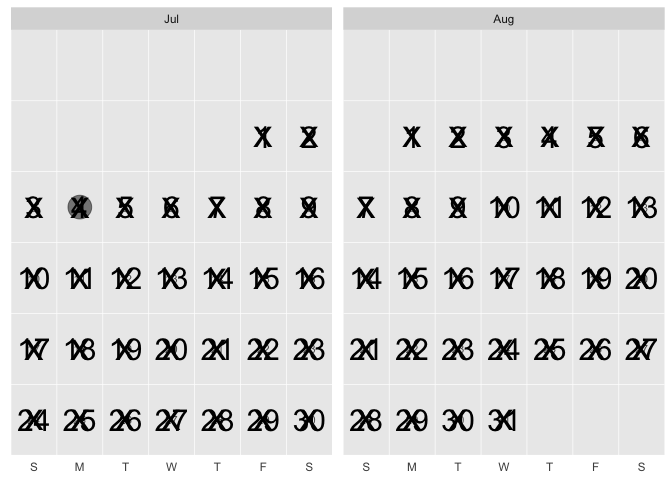 Jul
1 2
3 4 5 6 7 8 9
10 11 12 13 14 15 16
17 18 19 20 21 22 23
24 25 26 27 28 29 30
S M T W T F S
Aug
1 2 3 4 5 6
7 8 9 10 11 12 13
14 15 16 17 18 19 20
21 22 23 24 25 26 27
28 29 30 31
S M T W T F S